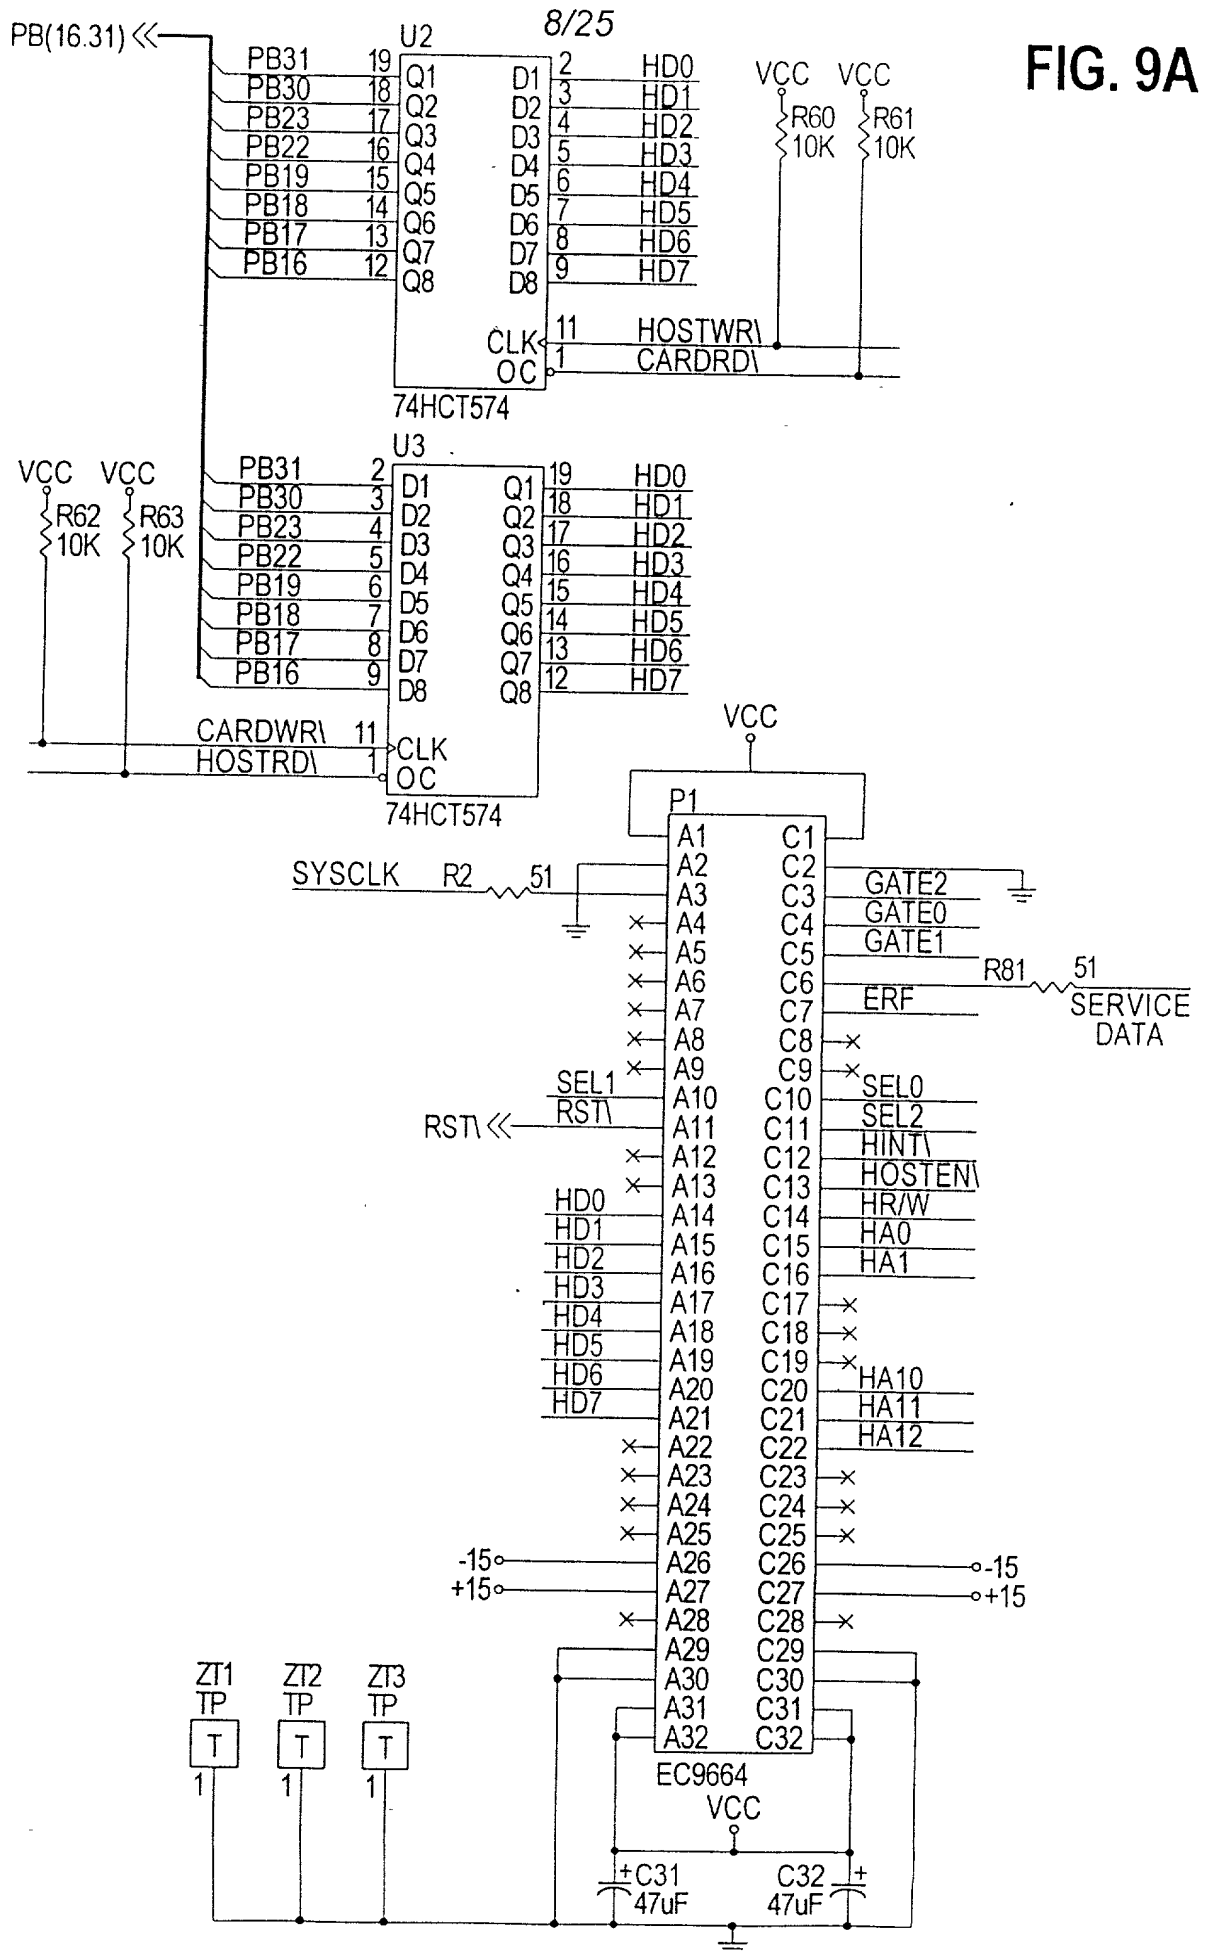 8/25
FIG. 9A
PB(16.31)
U2
PB31 19 Q1 D1 2 HD0
PB30 18 Q2 D2 3 HD1
PB23 17 Q3 D3 4 HD2
PB22 16 Q4 D4 5 HD3
PB19 15 Q5 D5 6 HD4
PB18 14 Q6 D6 7 HD5
PB17 13 Q7 D7 8 HD6
PB16 12 Q8 D8 9 HD7
CLK 11 HOSTWR\
OC 1 CARDRD\
74HCT574
VCC VCC
R60 R61
10K 10K
U3
VCC VCC
R62 R63
10K 10K
PB31 2 D1 Q1 19 HD0
PB30 3 D2 Q2 18 HD1
PB23 4 D3 Q3 17 HD2
PB22 5 D4 Q4 16 HD3
PB19 6 D5 Q5 15 HD4
PB18 7 D6 Q6 14 HD5
PB17 8 D7 Q7 13 HD6
PB16 9 D8 Q8 12 HD7
CARDWR\ 11 CLK
HOSTRD\ 1 OC
74HCT574
VCC
P1
A1 C1
A2 C2
SYSCLK R2 51 A3 C3 GATE2
A4 C4 GATE0
A5 C5 GATE1
A6 C6 R81 51 SERVICE
DATA
A7 C7 ERF
A8 C8
A9 C9
SEL1 A10 C10 SEL0
RST\ RST\ A11 C11 SEL2
A12 C12 HINT\
A13 C13 HOSTEN\
HD0 A14 C14 HR/W
HD1 A15 C15 HA0
HD2 A16 C16 HA1
HD3 A17 C17
HD4 A18 C18
HD5 A19 C19
HD6 A20 C20 HA10
HD7 A21 C21 HA11
A22 C22 HA12
A23 C23
A24 C24
A25 C25
-15 A26 C26 -15
+15 A27 C27 +15
A28 C28
A29 C29
A30 C30
A31 C31
A32 C32
EC9664
ZT1 ZT2 ZT3
TP TP TP
T T T
1 1 1
VCC
+ C31 C32 +
47uF 47uF